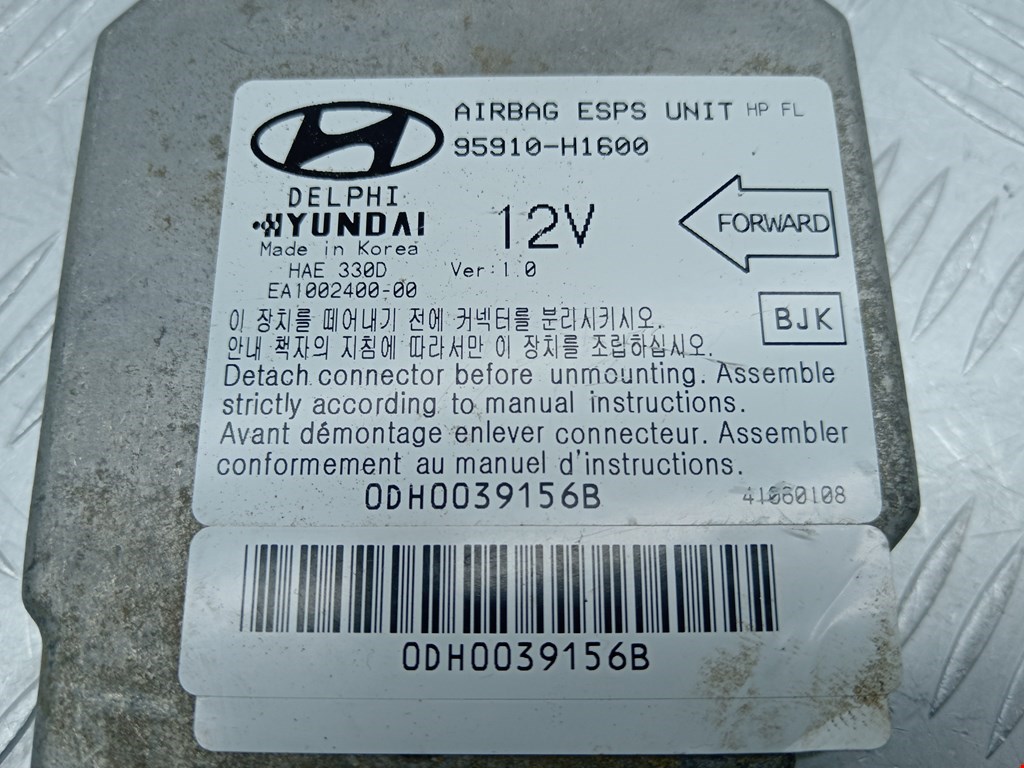 AIRBAG ESPS UNIT HP FL
95910-H1600
DELPHI
HYUNDAI
Made in Korea
12V
FORWARD
HAE 330D
Ver:1.0
EA1002400-00
BJK
이 장치를 떼어내기 전에 커넥터를 분리시키시오.
안내 책자의 지침에 따라서만 이 장치를 조립하십시오.
Detach connector before unmounting. Assemble
strictly according to manual instructions.
Avant démontage enlever connecteur. Assembler
conformement au manuel d'instructions.
0DH0039156B
41060108
0DH0039156B